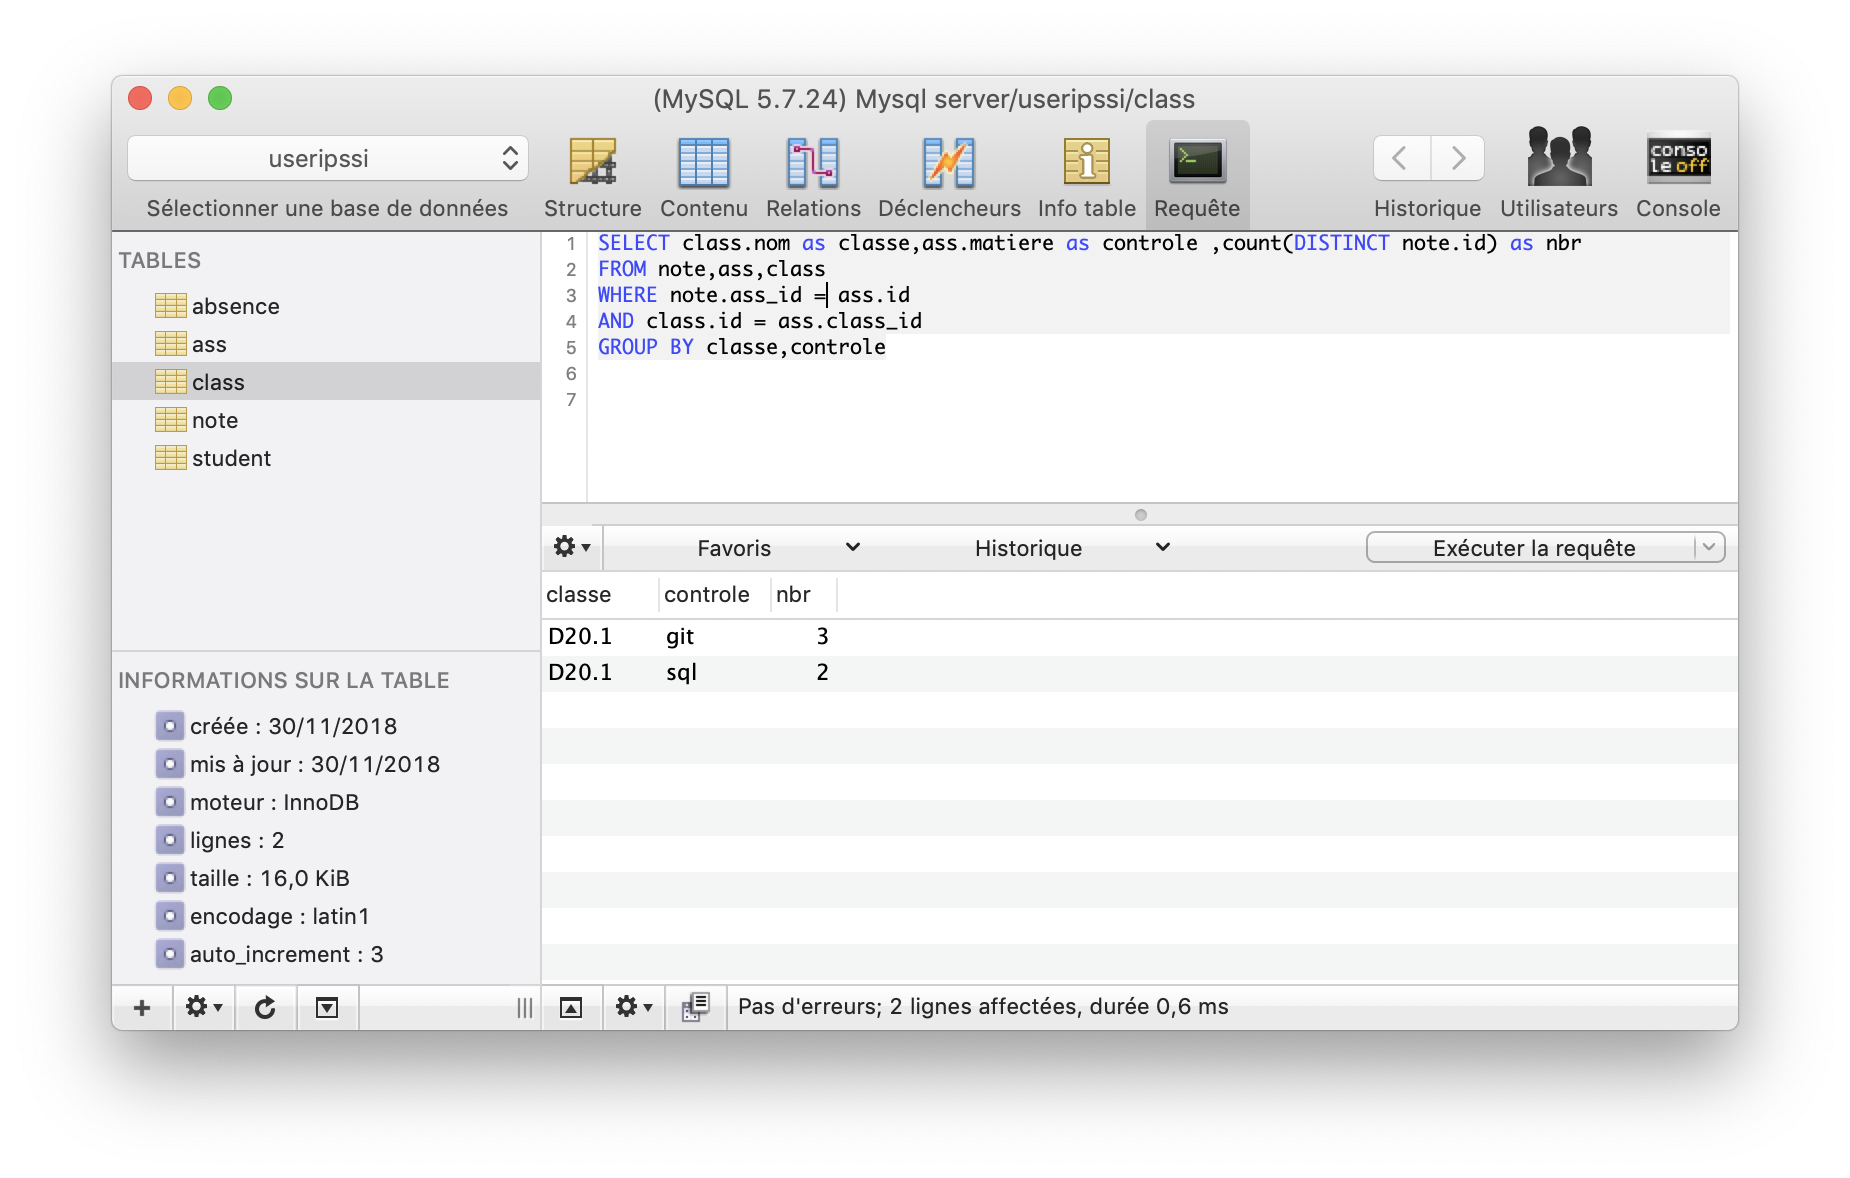 (MySQL 5.7.24) Mysql server/useripssi/class
useripssi
Sélectionner une base de données
Structure
Contenu
Relations
Déclencheurs
Info table
Requête
Historique
Utilisateurs
conso
le off
Console
TABLES
absence
ass
class
note
student
INFORMATIONS SUR LA TABLE
créée : 30/11/2018
mis à jour : 30/11/2018
moteur : InnoDB
lignes : 2
taille : 16,0 KiB
encodage : latin1
auto_increment : 3
1 SELECT class.nom as classe,ass.matiere as controle ,count(DISTINCT note.id) as nbr
2 FROM note,ass,class
3 WHERE note.ass_id = ass.id
4 AND class.id = ass.class_id
5 GROUP BY classe,controle
6
7
Favoris
Historique
Exécuter la requête
classe controle nbr
D20.1 git 3
D20.1 sql 2
Pas d'erreurs; 2 lignes affectées, durée 0,6 ms